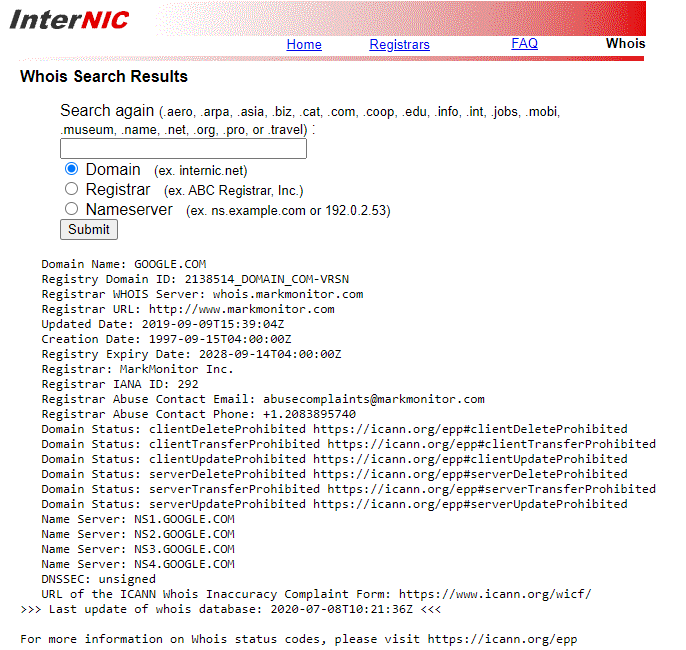 InterNIC
Home Registrars FAQ Whois
Whois Search Results
Search again (.aero, .arpa, .asia, .biz, .cat, .com, .coop, .edu, .info, .int, .jobs, .mobi,
.museum, .name, .net, .org, .pro, or .travel) :
Domain (ex. internic.net)
Registrar (ex. ABC Registrar, Inc.)
Nameserver (ex. ns.example.com or 192.0.2.53)
Submit
Domain Name: GOOGLE.COM
Registry Domain ID: 2138514_DOMAIN_COM-VRSN
Registrar WHOIS Server: whois.markmonitor.com
Registrar URL: http://www.markmonitor.com
Updated Date: 2019-09-09T15:39:04Z
Creation Date: 1997-09-15T04:00:00Z
Registry Expiry Date: 2028-09-14T04:00:00Z
Registrar: MarkMonitor Inc.
Registrar IANA ID: 292
Registrar Abuse Contact Email: abusecomplaints@markmonitor.com
Registrar Abuse Contact Phone: +1.2083895740
Domain Status: clientDeleteProhibited https://icann.org/epp#clientDeleteProhibited
Domain Status: clientTransferProhibited https://icann.org/epp#clientTransferProhibited
Domain Status: clientUpdateProhibited https://icann.org/epp#clientUpdateProhibited
Domain Status: serverDeleteProhibited https://icann.org/epp#serverDeleteProhibited
Domain Status: serverTransferProhibited https://icann.org/epp#serverTransferProhibited
Domain Status: serverUpdateProhibited https://icann.org/epp#serverUpdateProhibited
Name Server: NS1.GOOGLE.COM
Name Server: NS2.GOOGLE.COM
Name Server: NS3.GOOGLE.COM
Name Server: NS4.GOOGLE.COM
DNSSEC: unsigned
URL of the ICANN Whois Inaccuracy Complaint Form: https://www.icann.org/wicf/
>>> Last update of whois database: 2020-07-08T10:21:36Z <<<
For more information on Whois status codes, please visit https://icann.org/epp